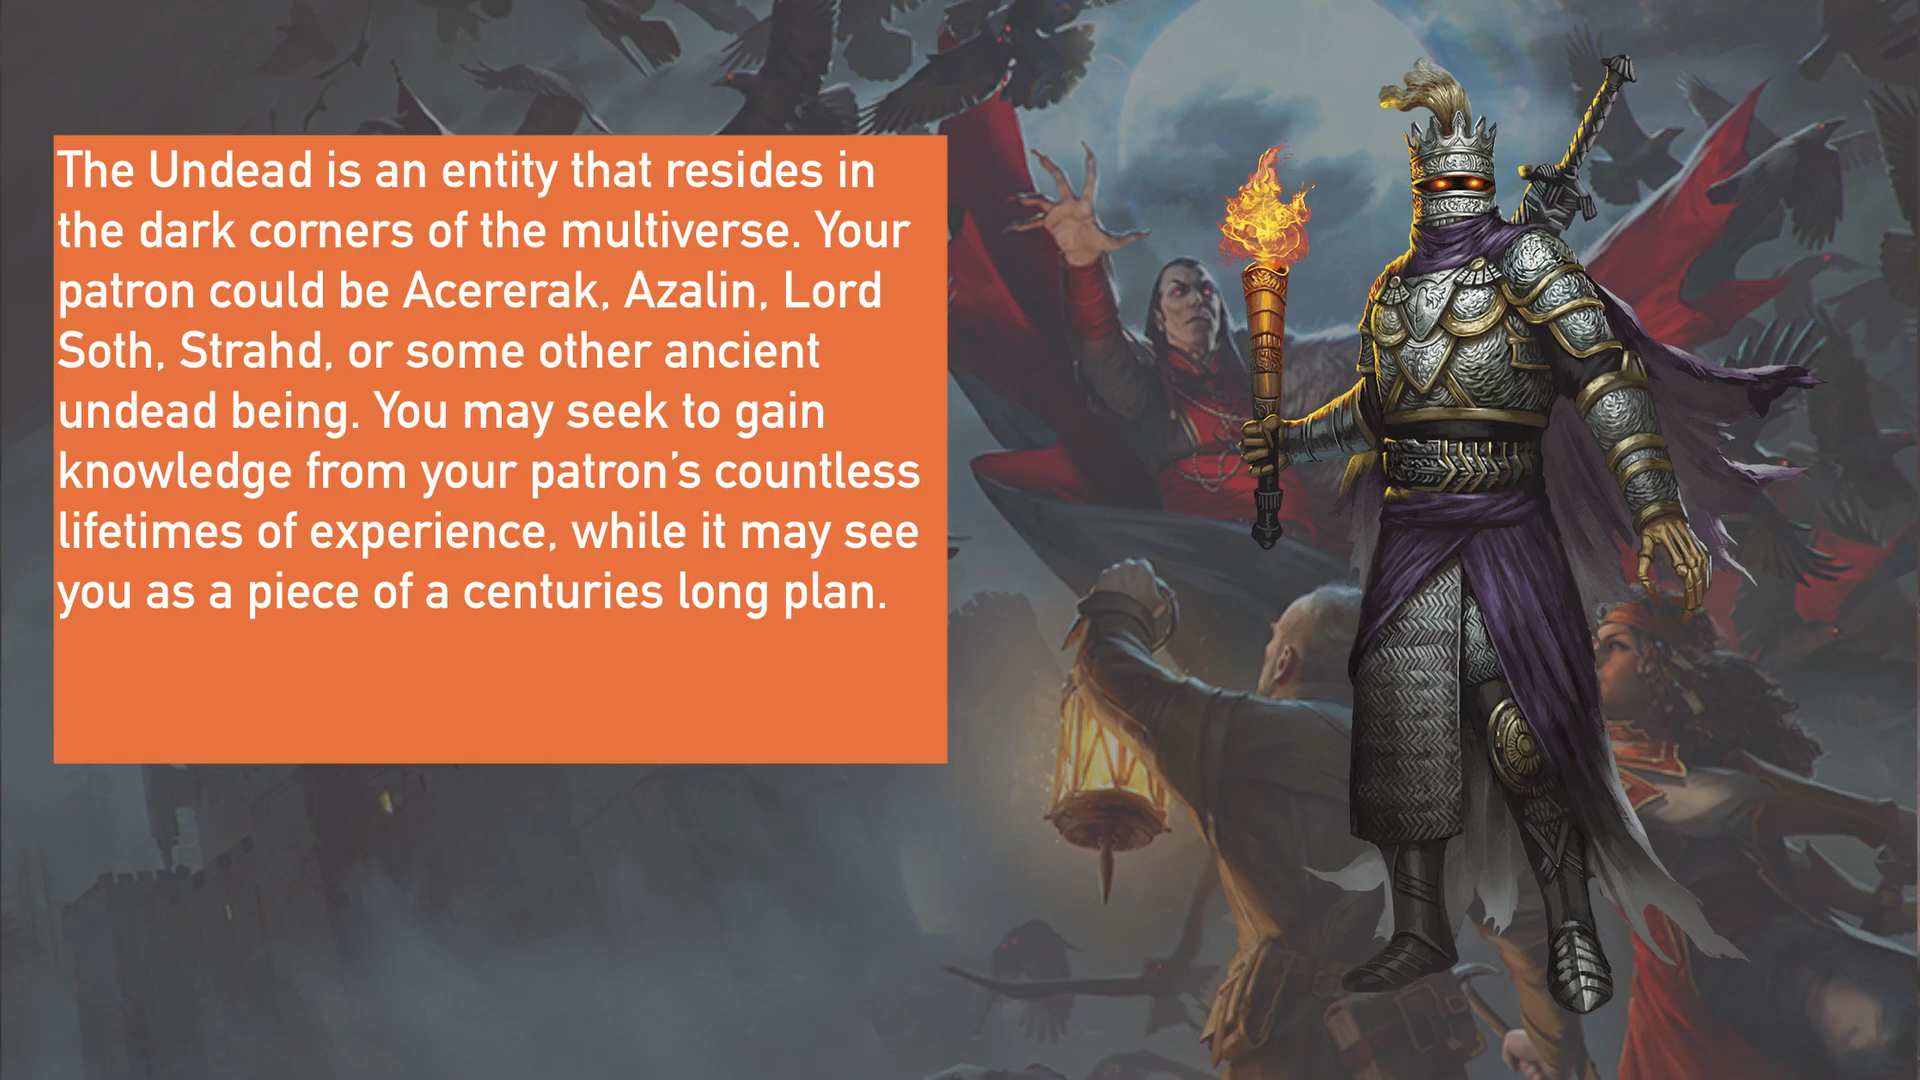 The Undead is an entity that resides in
the dark corners of the multiverse. Your
patron could be Acererak, Azalin, Lord
Soth, Strahd, or some other ancient
undead being. You may seek to gain
knowledge from your patron’s countless
lifetimes of experience, while it may see
you as a piece of a centuries long plan.